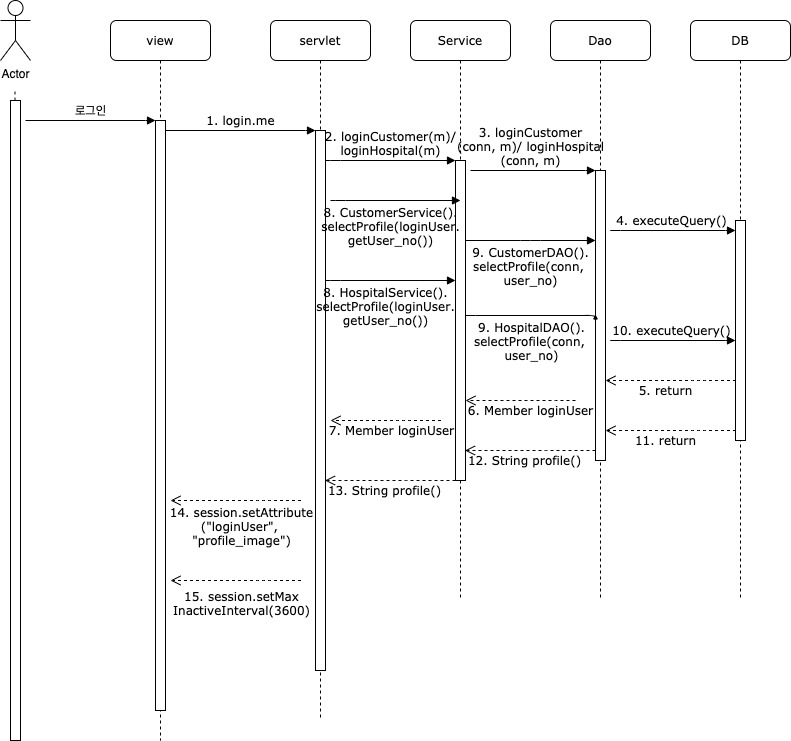 view
servlet
Service
Dao
DB
Actor
로그인
1. login.me
2. loginCustomer(m)/
loginHospital(m)
3. loginCustomer
(conn, m)/ loginHospital
(conn, m)
8. CustomerService().
selectProfile(loginUser.
getUser_no())
4. executeQuery()
9. CustomerDAO().
selectProfile(conn,
user_no)
8. HospitalService().
selectProfile(loginUser.
getUser_no())
9. HospitalDAO().
selectProfile(conn,
user_no)
10. executeQuery()
5. return
6. Member loginUser
7. Member loginUser
11. return
12. String profile()
13. String profile()
14. session.setAttribute
("loginUser",
"profile_image")
15. session.setMax
InactiveInterval(3600)